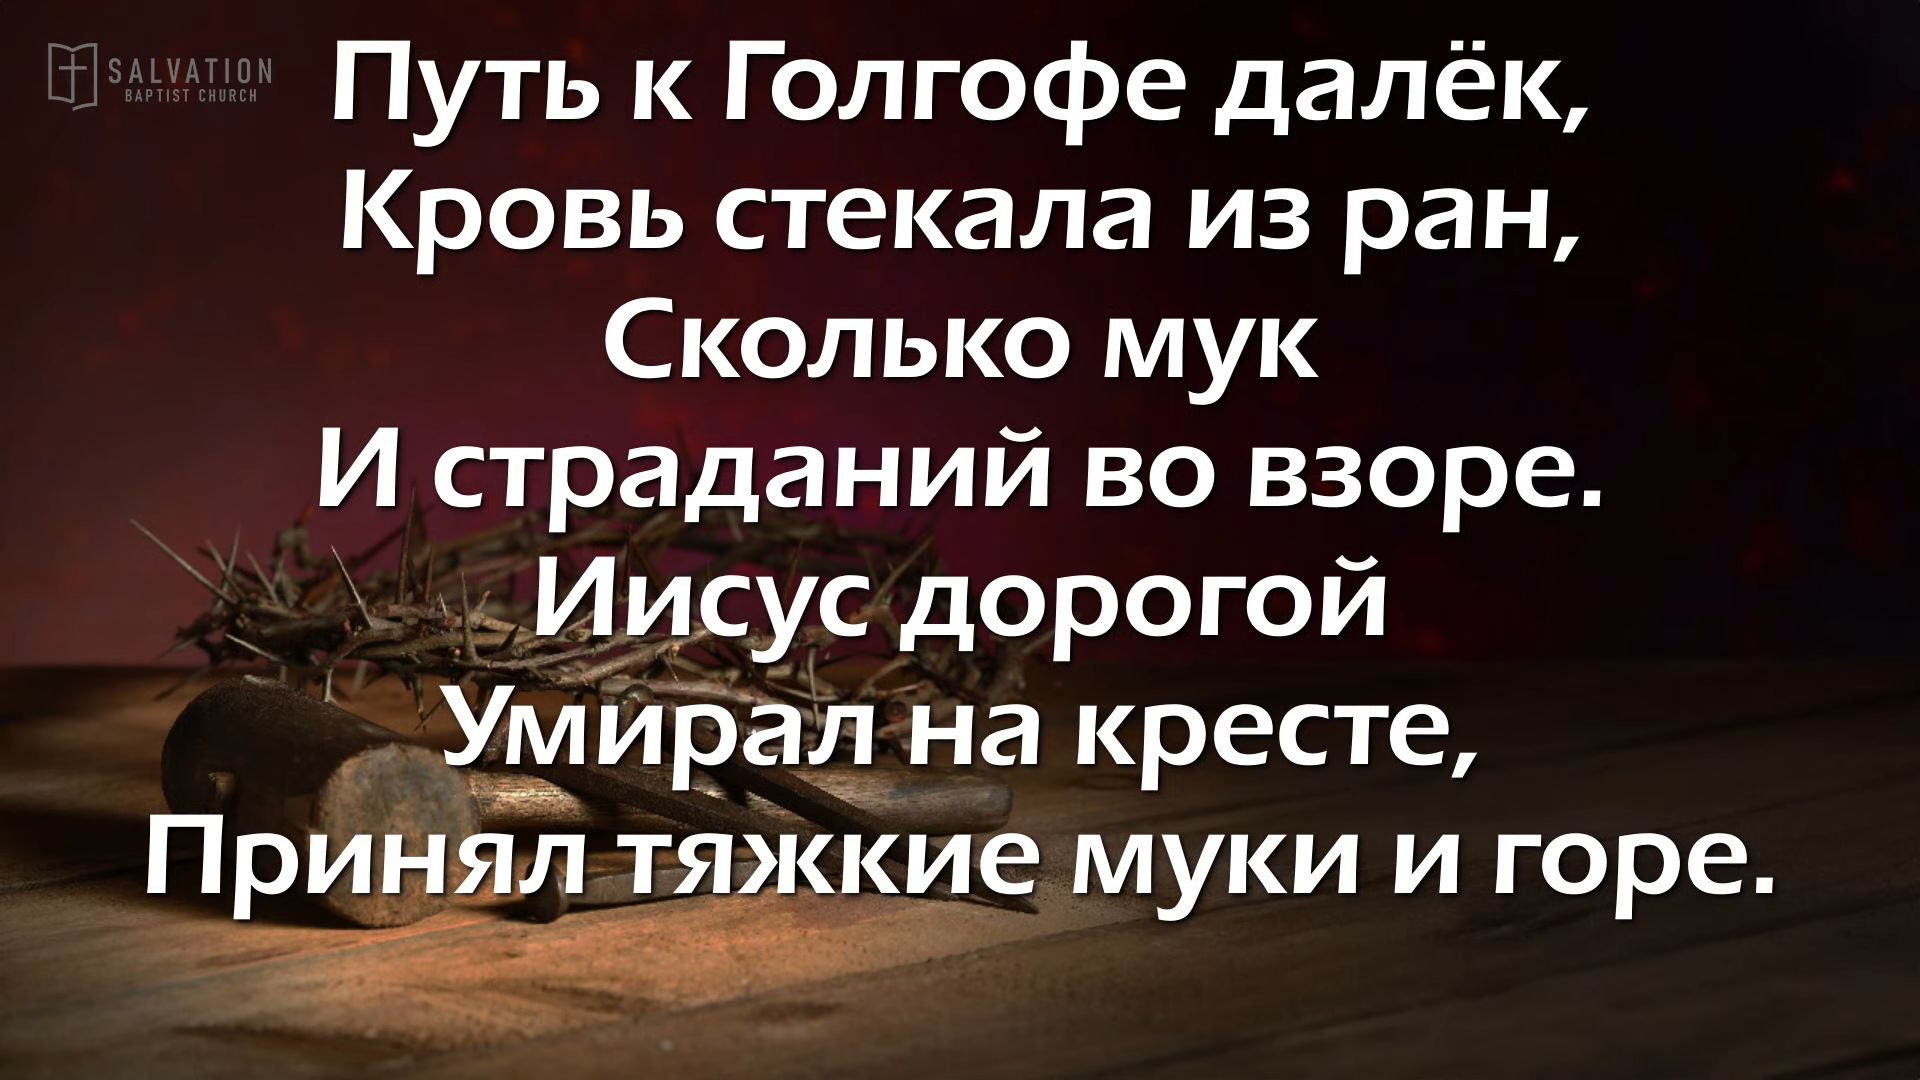 SALVATION
BAPTIST CHURCH
Путь к Голгофе далёк,
Кровь стекала из ран,
Сколько мук
И страданий во взоре.
Иисус дорогой
Умирал на кресте,
Принял тяжкие муки и горе.